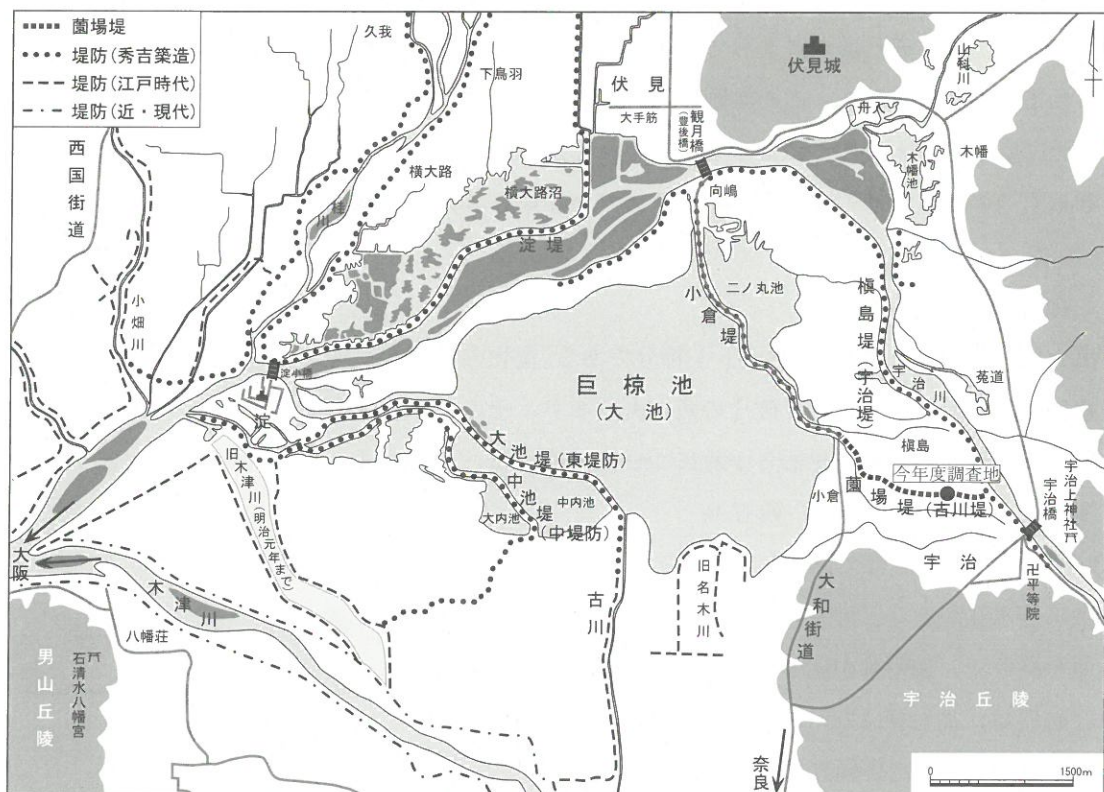 薗場堤
堤防(秀吉築造)
堤防(江戸時代)
堤防(近・現代)
久我
下鳥羽
伏見
伏見城
山科川
大手筋
観月橋
(豊後橋)
舟入
木幡
木幡池
西国街道
横大路
桂川
横大路沼
向嶋
淀堤
二ノ丸池
小倉堤
槇島堤(宇治堤)
宇治川
莵道
小畑川
淀小橋
淀
巨椋池
(大池)
大池堤(東堤防)
中池堤(中堤防)
大内池
中内池
槇島
今年度調査地
小倉
薗場堤(古川堤)
宇治橋
宇治上神社
旧木津川(明治元年まで)
大阪
木津川
八幡荘
男山丘陵
石清水八幡宮
古川
旧名木川
大和街道
宇治
卍平等院
宇治丘陵
奈良
0 1500m